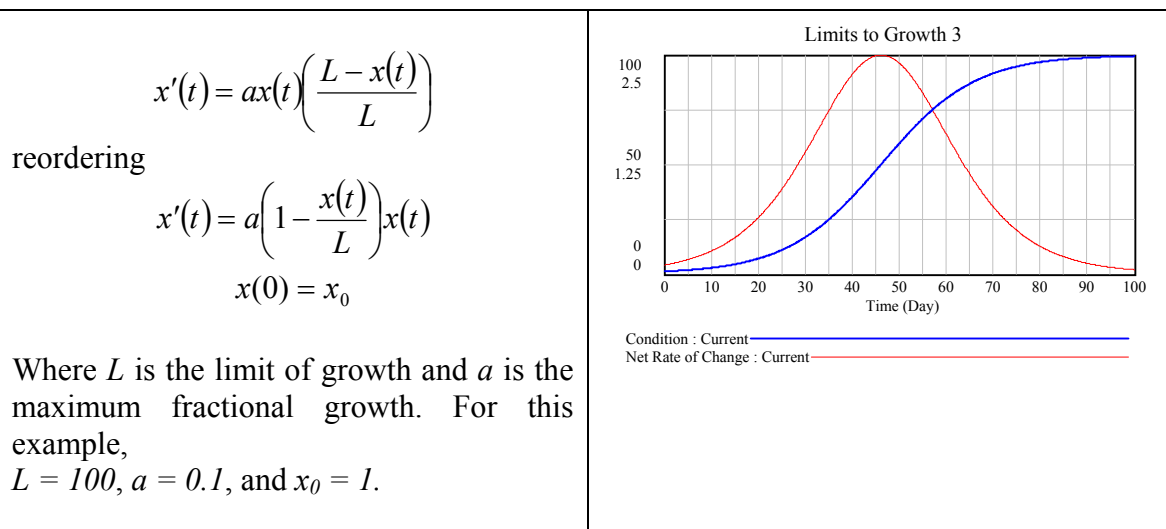 x′(t) = ax(t)((L − x(t))/L)
reordering
x′(t) = a(1 − x(t)/L)x(t)
x(0) = x₀
Where L is the limit of growth and a is the
maximum fractional growth. For this
example,
L = 100, a = 0.1, and x₀ = 1.
Limits to Growth 3
100
2.5
50
1.25
0
0
0 10 20 30 40 50 60 70 80 90 100
Time (Day)
Condition : Current
Net Rate of Change : Current